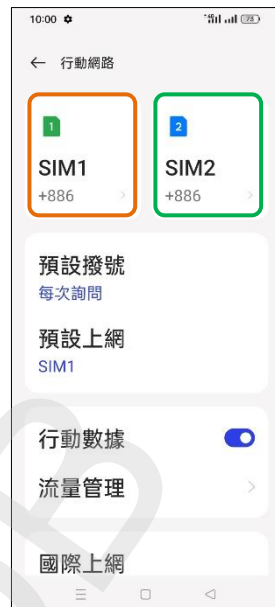 10:00
73
行動網路
1
2
SIM1
SIM2
+886
+886
預設撥號
每次詢問
預設上網
SIM1
行動數據
流量管理
國際上網